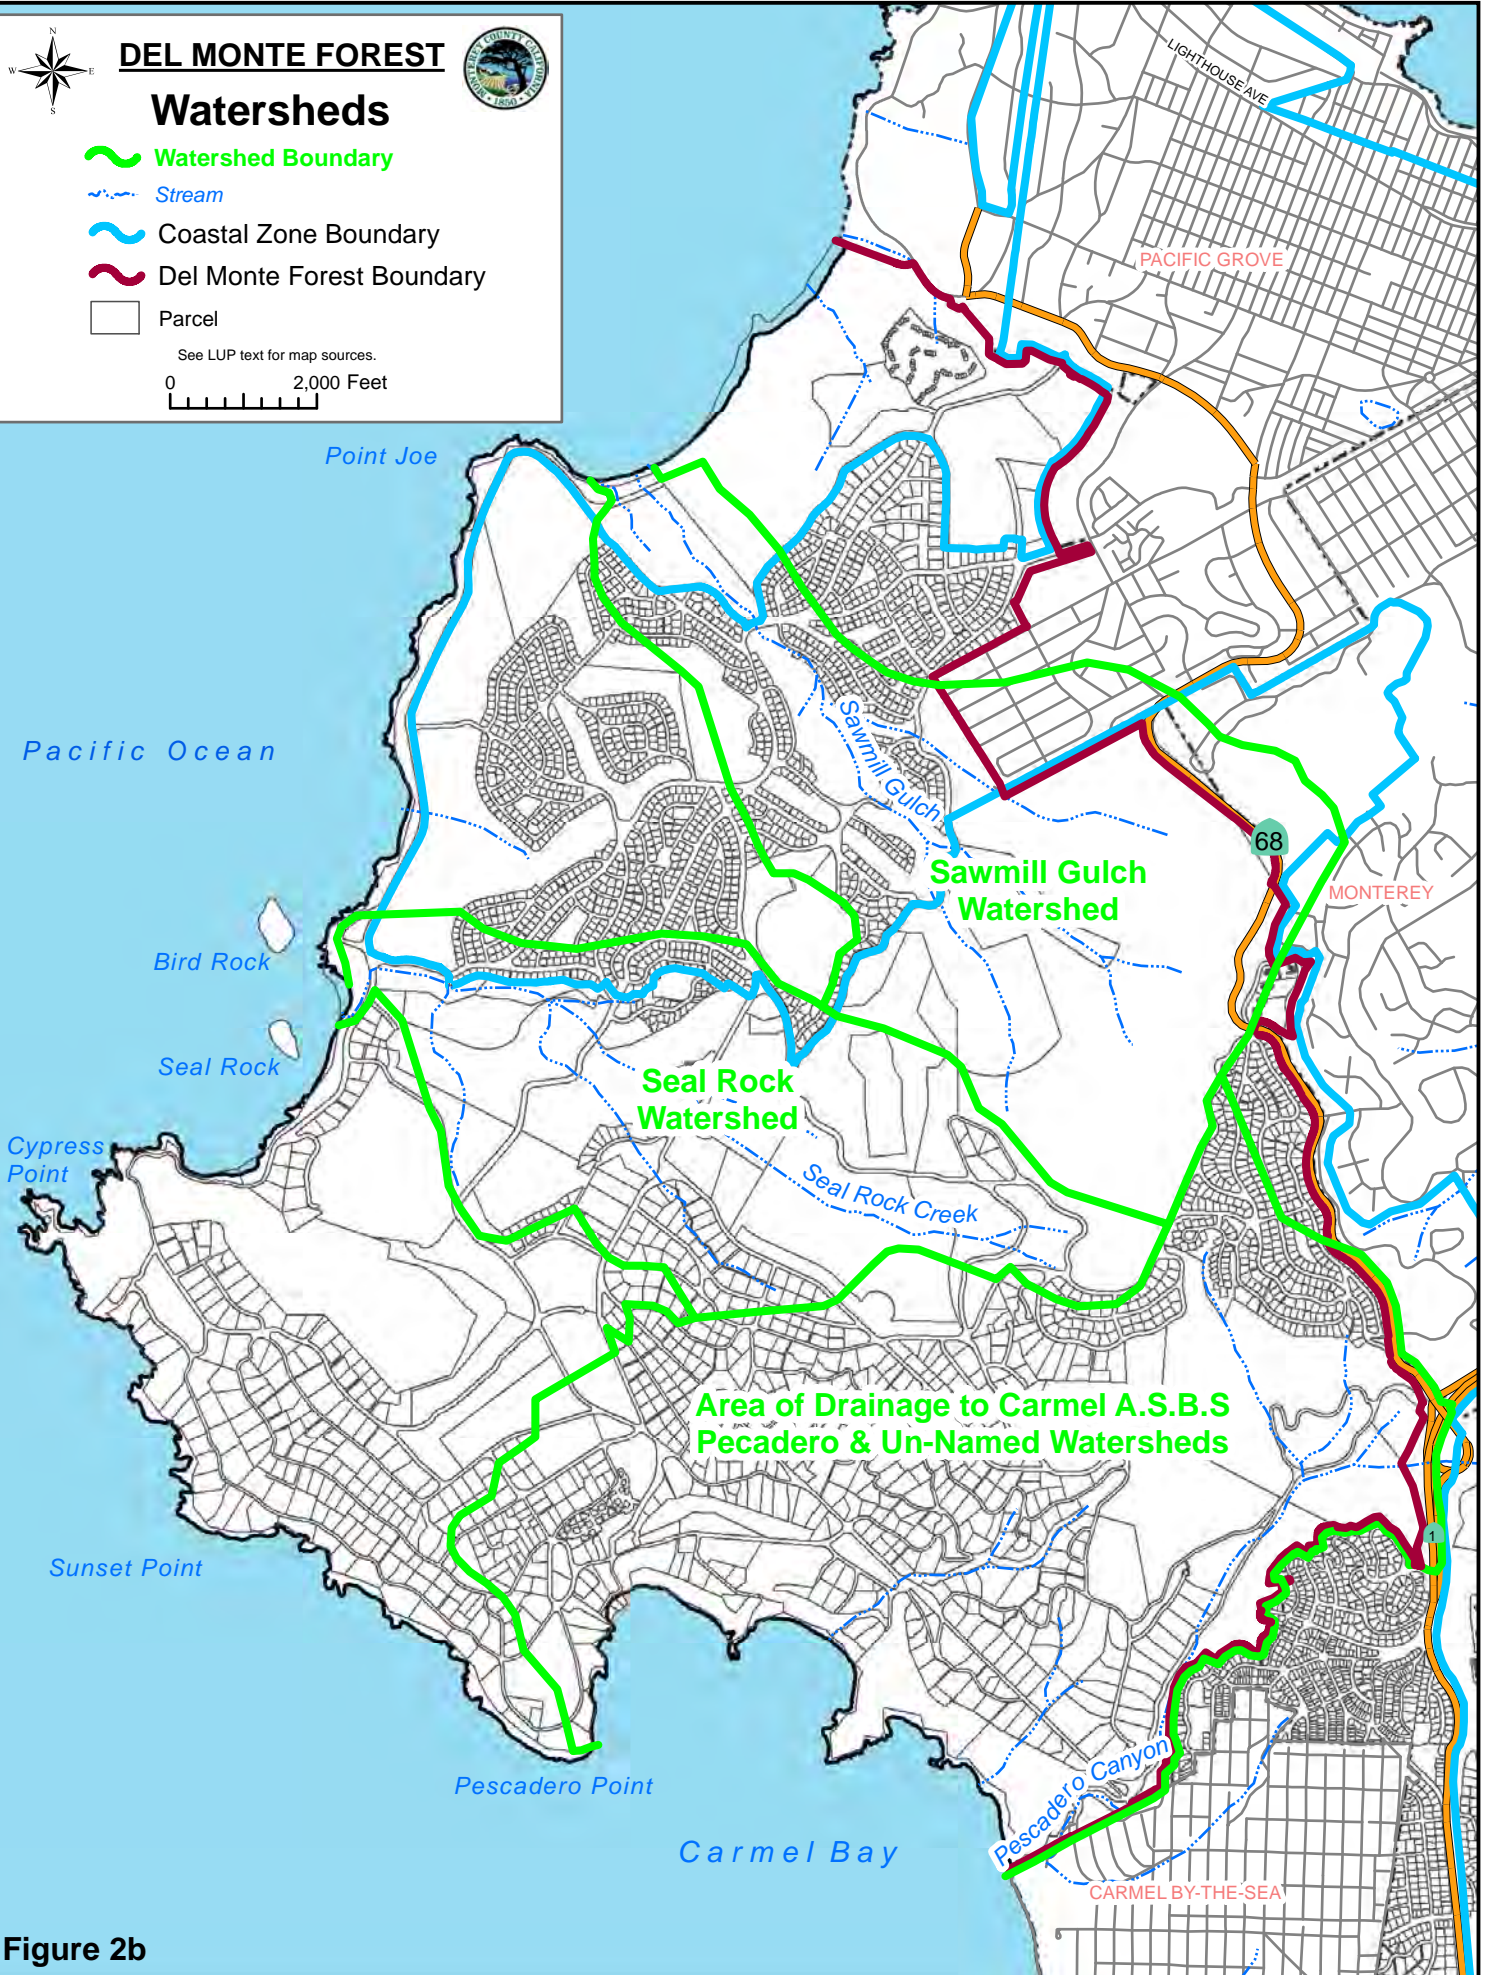 N
W
E
S
DEL MONTE FOREST
MONTEREY COUNTY CALIFORNIA
1850
Watersheds
Watershed Boundary
Stream
Coastal Zone Boundary
Del Monte Forest Boundary
Parcel
See LUP text for map sources.
0 2,000 Feet
LIGHTHOUSE AVE
PACIFIC GROVE
Point Joe
Pacific Ocean
Sawmill Gulch
68
Sawmill Gulch
Watershed
MONTEREY
Bird Rock
Seal Rock
Seal Rock
Watershed
Cypress
Point
Seal Rock Creek
Area of Drainage to Carmel A.S.B.S
Pecadero & Un-Named Watersheds
1
Sunset Point
Pescadero Point
Pescadero Canyon
Carmel Bay
CARMEL BY-THE-SEA
Figure 2b